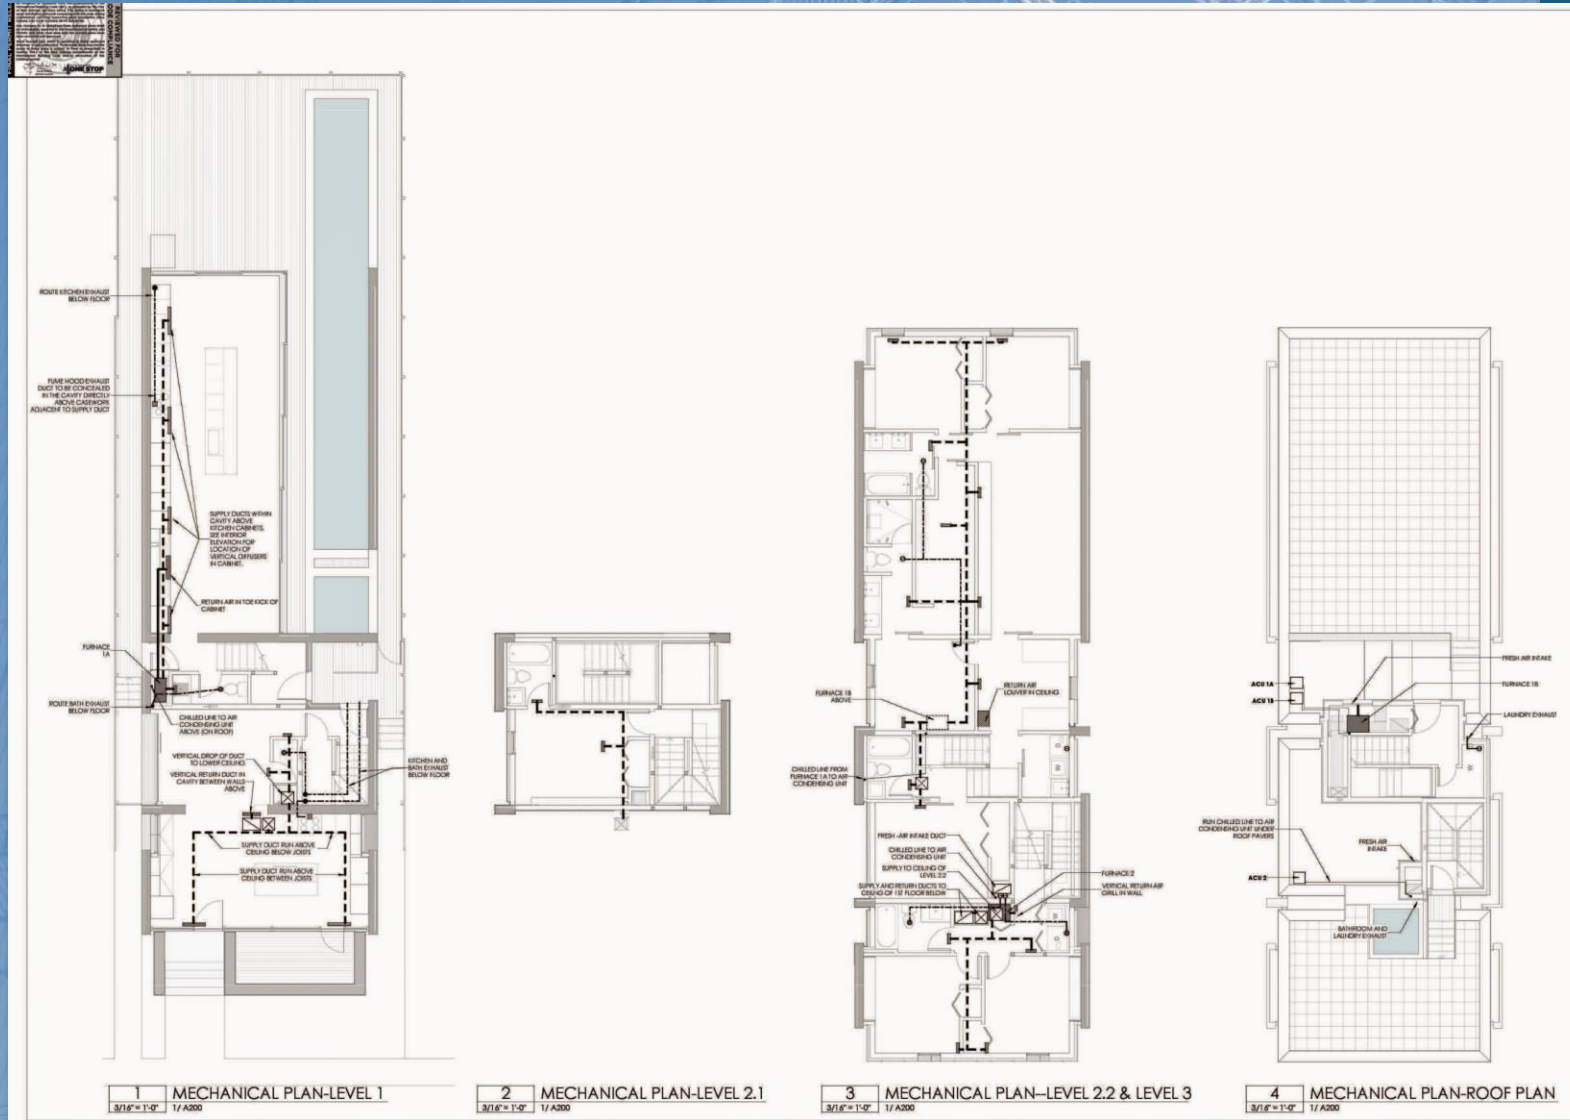 REVIEWED FOR
CODE COMPLIANCE
ONE STOP
ROUTE KITCHEN EXHAUST
BELOW FLOOR
FUME HOOD EXHAUST
DUCT TO BE CONCEALED
IN THE CAVITY DIRECTLY
ABOVE CASEWORK
ADJACENT TO SUPPLY DUCT
SUPPLY DUCTS WITHIN
CAVITY ABOVE
KITCHEN CABINETS.
SEE INTERIOR
ELEVATION FOR
LOCATION OF
VERTICAL DIFFUSERS
IN CABINET.
RETURN AIR IN TOE KICK OF
CABINET
FURNACE
1A
ROUTE BATH EXHAUST
BELOW FLOOR
CHILLED LINE TO AIR
CONDENSING UNIT
ABOVE (ON ROOF)
VERTICAL DROP OF DUCT
TO LOWER CEILING
VERTICAL RETURN DUCT IN
CAVITY BETWEEN WALLS
ABOVE
KITCHEN AND
BATH EXHAUST
BELOW FLOOR
SUPPLY DUCT RUN ABOVE
CEILING BELOW JOISTS
SUPPLY DUCT RUN ABOVE
CEILING BETWEEN JOISTS
1
MECHANICAL PLAN-LEVEL 1
3/16" = 1'-0"
1/ A200
2
MECHANICAL PLAN-LEVEL 2.1
3/16" = 1'-0"
1/ A200
FURNACE 1B
ABOVE
RETURN AIR
LOUVER IN CEILING
CHILLED LINE FROM
FURNACE 1A TO AIR
CONDENSING UNIT
FRESH -AIR INTAKE DUCT
CHILLED LINE TO AIR
CONDENSING UNIT
SUPPLY TO CEILING OF
LEVEL 2.2
SUPPLY AND RETURN DUCTS TO
CEILING OF 1ST FLOOR BELOW
FURNACE 2
VERTICAL RETURN AIR
GRILL IN WALL
W
W
3
MECHANICAL PLAN--LEVEL 2.2 & LEVEL 3
3/16" = 1'-0"
1/ A200
FRESH AIR INTAKE
ACU 1A
FURNACE 1B
ACU 1B
LAUNDRY EXHAUST
RUN CHILLED LINE TO AIR
CONDENSING UNIT UNDER
ROOF PAVERS
FRESH AIR
INTAKE
ACU 2
BATHROOM AND
LAUNDRY EXHAUST
4
MECHANICAL PLAN-ROOF PLAN
3/16" = 1'-0"
1/ A200